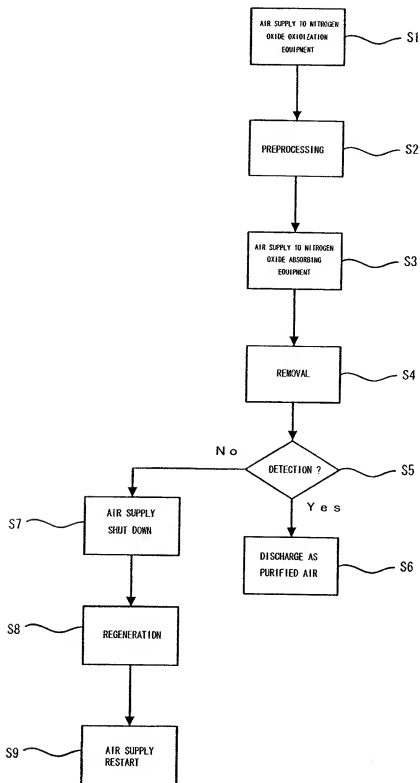 AIR SUPPLY TO NITROGEN
OXIDE OXIDIZATION
EQUIPMENT
S1
PREPROCESSING
S2
AIR SUPPLY TO NITROGEN
OXIDE ABSORBING
EQUIPMENT
S3
REMOVAL
S4
No
DETECTION ?
S5
Yes
S7
AIR SUPPLY
SHUT DOWN
DISCHARGE AS
PURIFIED AIR
S6
S8
REGENERATION
S9
AIR SUPPLY
RESTART